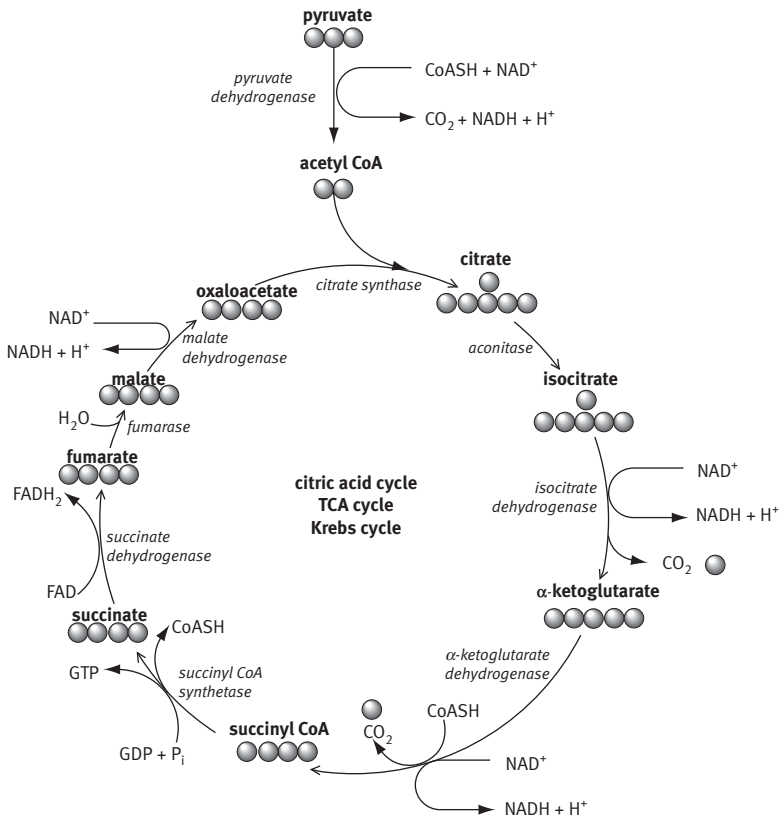 pyruvate
pyruvate
dehydrogenase
CoASH + NAD⁺
CO₂ + NADH + H⁺
acetyl CoA
citrate synthase
citrate
aconitase
isocitrate
isocitrate
dehydrogenase
NAD⁺
NADH + H⁺
CO₂
α-ketoglutarate
α-ketoglutarate
dehydrogenase
CoASH
CO₂
NAD⁺
NADH + H⁺
succinyl CoA
succinyl CoA
synthetase
GDP + Pᵢ
GTP
CoASH
succinate
succinate
dehydrogenase
FAD
FADH₂
fumarate
fumarase
H₂O
malate
malate
dehydrogenase
NAD⁺
NADH + H⁺
oxaloacetate
citric acid cycle
TCA cycle
Krebs cycle